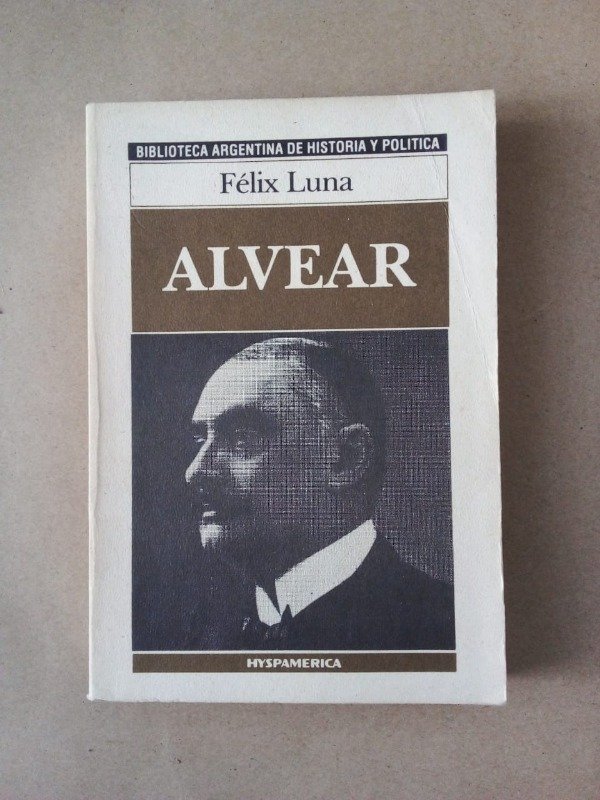 BIBLIOTECA ARGENTINA DE HISTORIA Y POLITICA
Félix Luna
ALVEAR
HYSPAMERICA